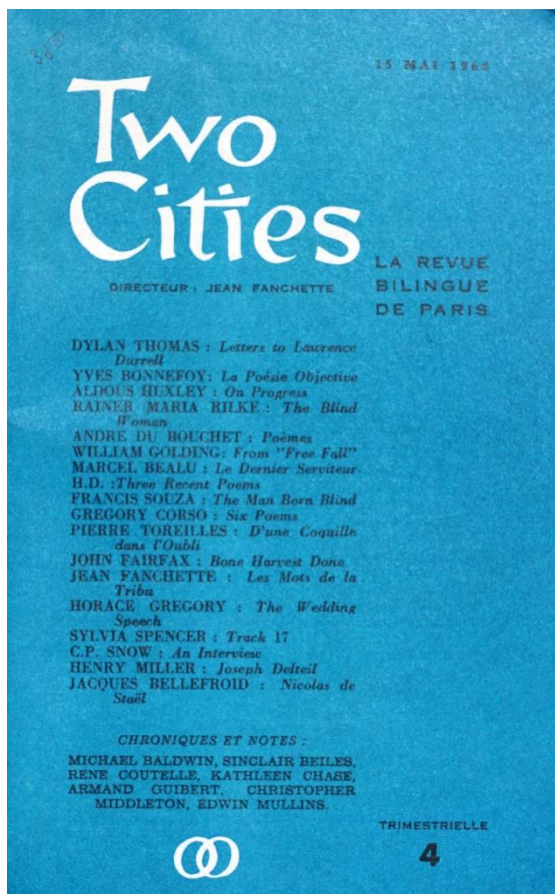 15 MAI 1960
Two
Cities
LA REVUE
BILINGUE
DE PARIS
DIRECTEUR : JEAN FANCHETTE
DYLAN THOMAS : Letters to Lawrence
Durrell
YVES BONNEFOY: La Poésie Objective
ALDOUS HUXLEY : On Progress
RAINER MARIA RILKE : The Blind
Woman
ANDRE DU BOUCHET : Poèmes
WILLIAM GOLDING: From "Free Fall"
MARCEL BEALU : Le Dernier Serviteur
H.D. :Three Recent Poems
FRANCIS SOUZA : The Man Born Blind
GREGORY CORSO : Six Poems
PIERRE TOREILLES : D'une Coquille
dans l'Oubli
JOHN FAIRFAX : Bone Harvest Done
JEAN FANCHETTE : Les Mots de la
Tribu
HORACE GREGORY : The Wedding
Speech
SYLVIA SPENCER : Track 17
C.P. SNOW : An Interview
HENRY MILLER : Joseph Delteil
JACQUES BELLEFROID : Nicolas de
Staël
CHRONIQUES ET NOTES :
MICHAEL BALDWIN, SINCLAIR BEILES,
RENE COUTELLE, KATHLEEN CHASE,
ARMAND GUIBERT, CHRISTOPHER
MIDDLETON, EDWIN MULLINS.
TRIMESTRIELLE
4